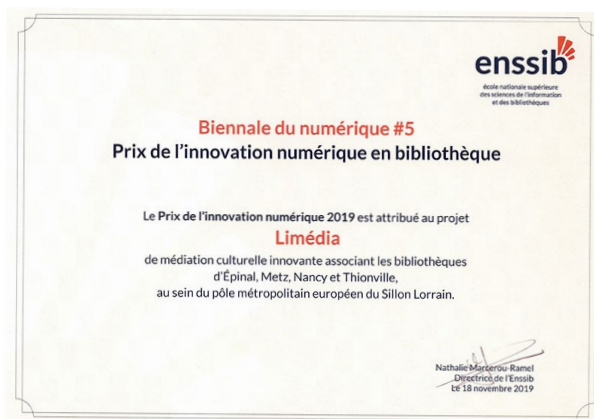 enssib
école nationale supérieure
des sciences de l'information
et des bibliothèques
Biennale du numérique #5
Prix de l'innovation numérique en bibliothèque
Le Prix de l'innovation numérique 2019 est attribué au projet
Limédia
de médiation culturelle innovante associant les bibliothèques
d'Épinal, Metz, Nancy et Thionville,
au sein du pôle métropolitain européen du Sillon Lorrain.
Nathalie Marcerou-Ramel
Directrice de l'Enssib
Le 18 novembre 2019